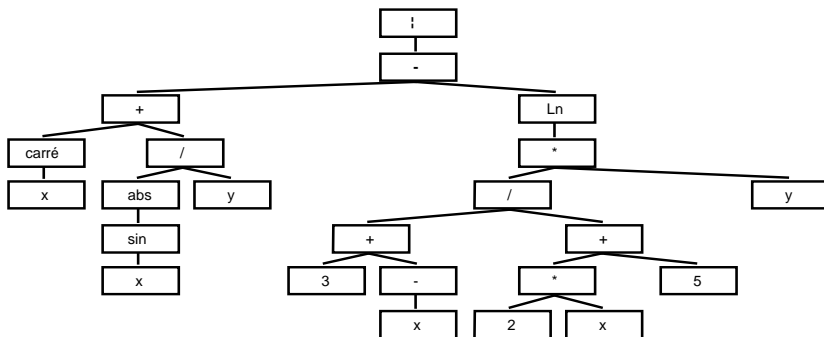 ¦
-
+ Ln
carré / *
x abs y / y
sin + +
x 3 - * 5
x 2 x